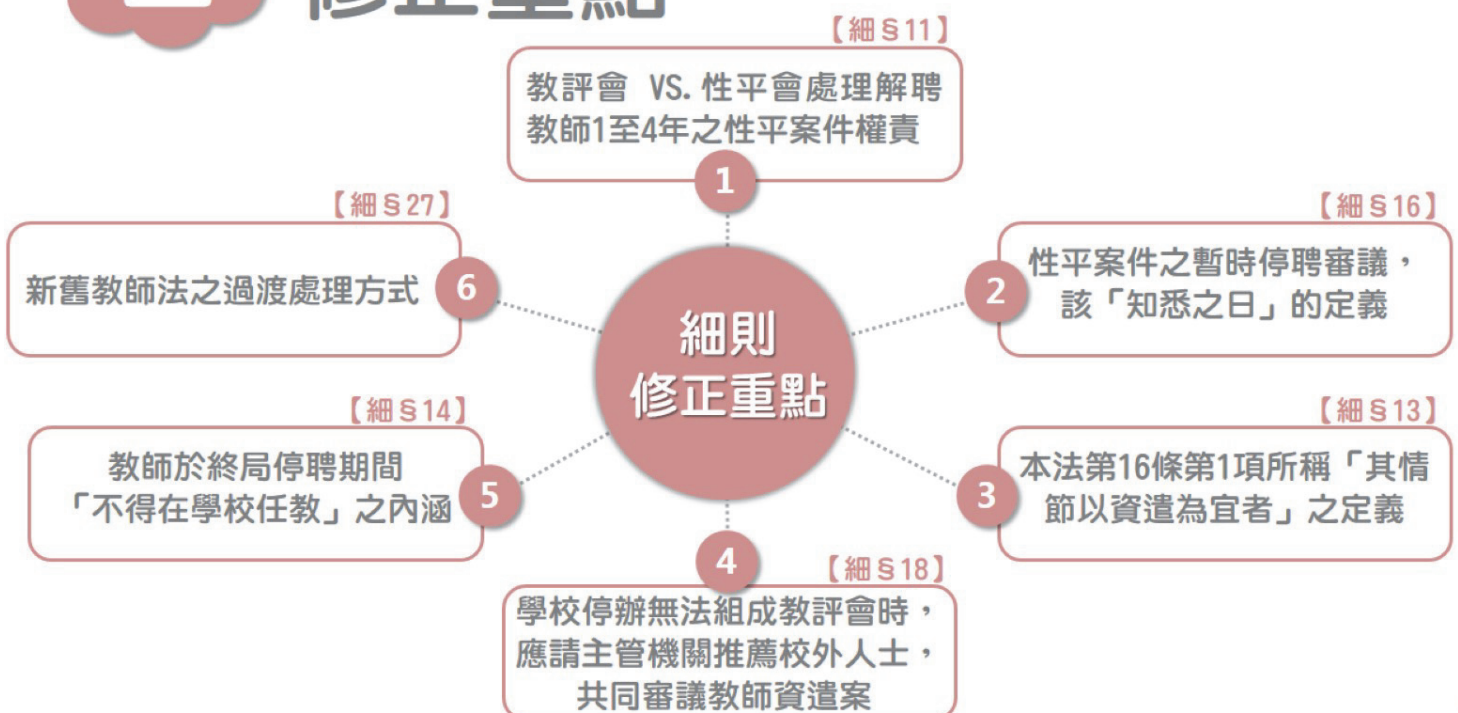 修正重點
【細§11】
教評會 VS.性平會處理解聘
教師1至4年之性平案件權責
1
【細§16】
性平案件之暫時停聘審議，
該「知悉之日」的定義
2
【細§13】
本法第16條第1項所稱「其情
節以資遣為宜者」之定義
3
【細§18】
學校停辦無法組成教評會時，
應請主管機關推薦校外人士，
共同審議教師資遣案
4
【細§14】
教師於終局停聘期間
「不得在學校任教」之內涵
5
【細§27】
新舊教師法之過渡處理方式
6
細則
修正重點